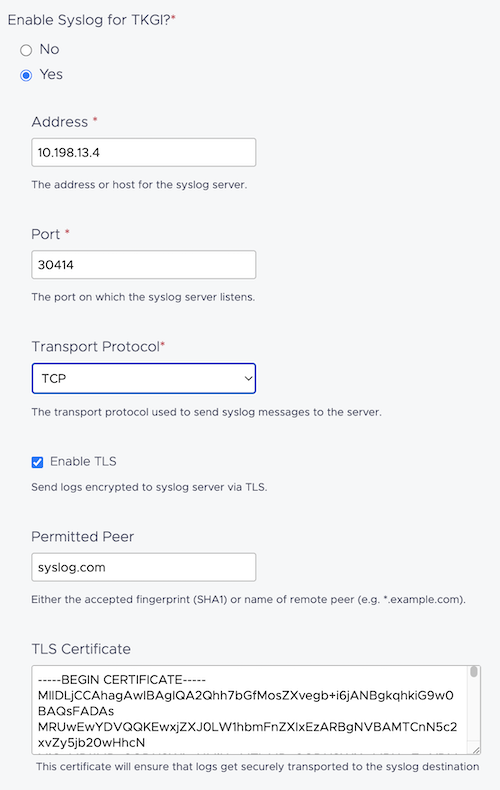 Enable Syslog for TKGI?*
No
Yes
Address *
10.198.13.4
The address or host for the syslog server.
Port *
30414
The port on which the syslog server listens.
Transport Protocol*
TCP
The transport protocol used to send syslog messages to the server.
Enable TLS
Send logs encrypted to syslog server via TLS.
Permitted Peer
syslog.com
Either the accepted fingerprint (SHA1) or name of remote peer (e.g. *.example.com).
TLS Certificate
-----BEGIN CERTIFICATE-----
MIIDLjCCAhagAwIBAgIQA2Qhh7bGfMosZXvegb+i6jANBgkqhkiG9w0
BAQsFADAs
MRUwEwYDVQQKEwxjZXJ0LW1hbmFnZXIxEzARBgNVBAMTCnN5c2
xvZy5jb20wHhcN
This certificate will ensure that logs get securely transported to the syslog destination